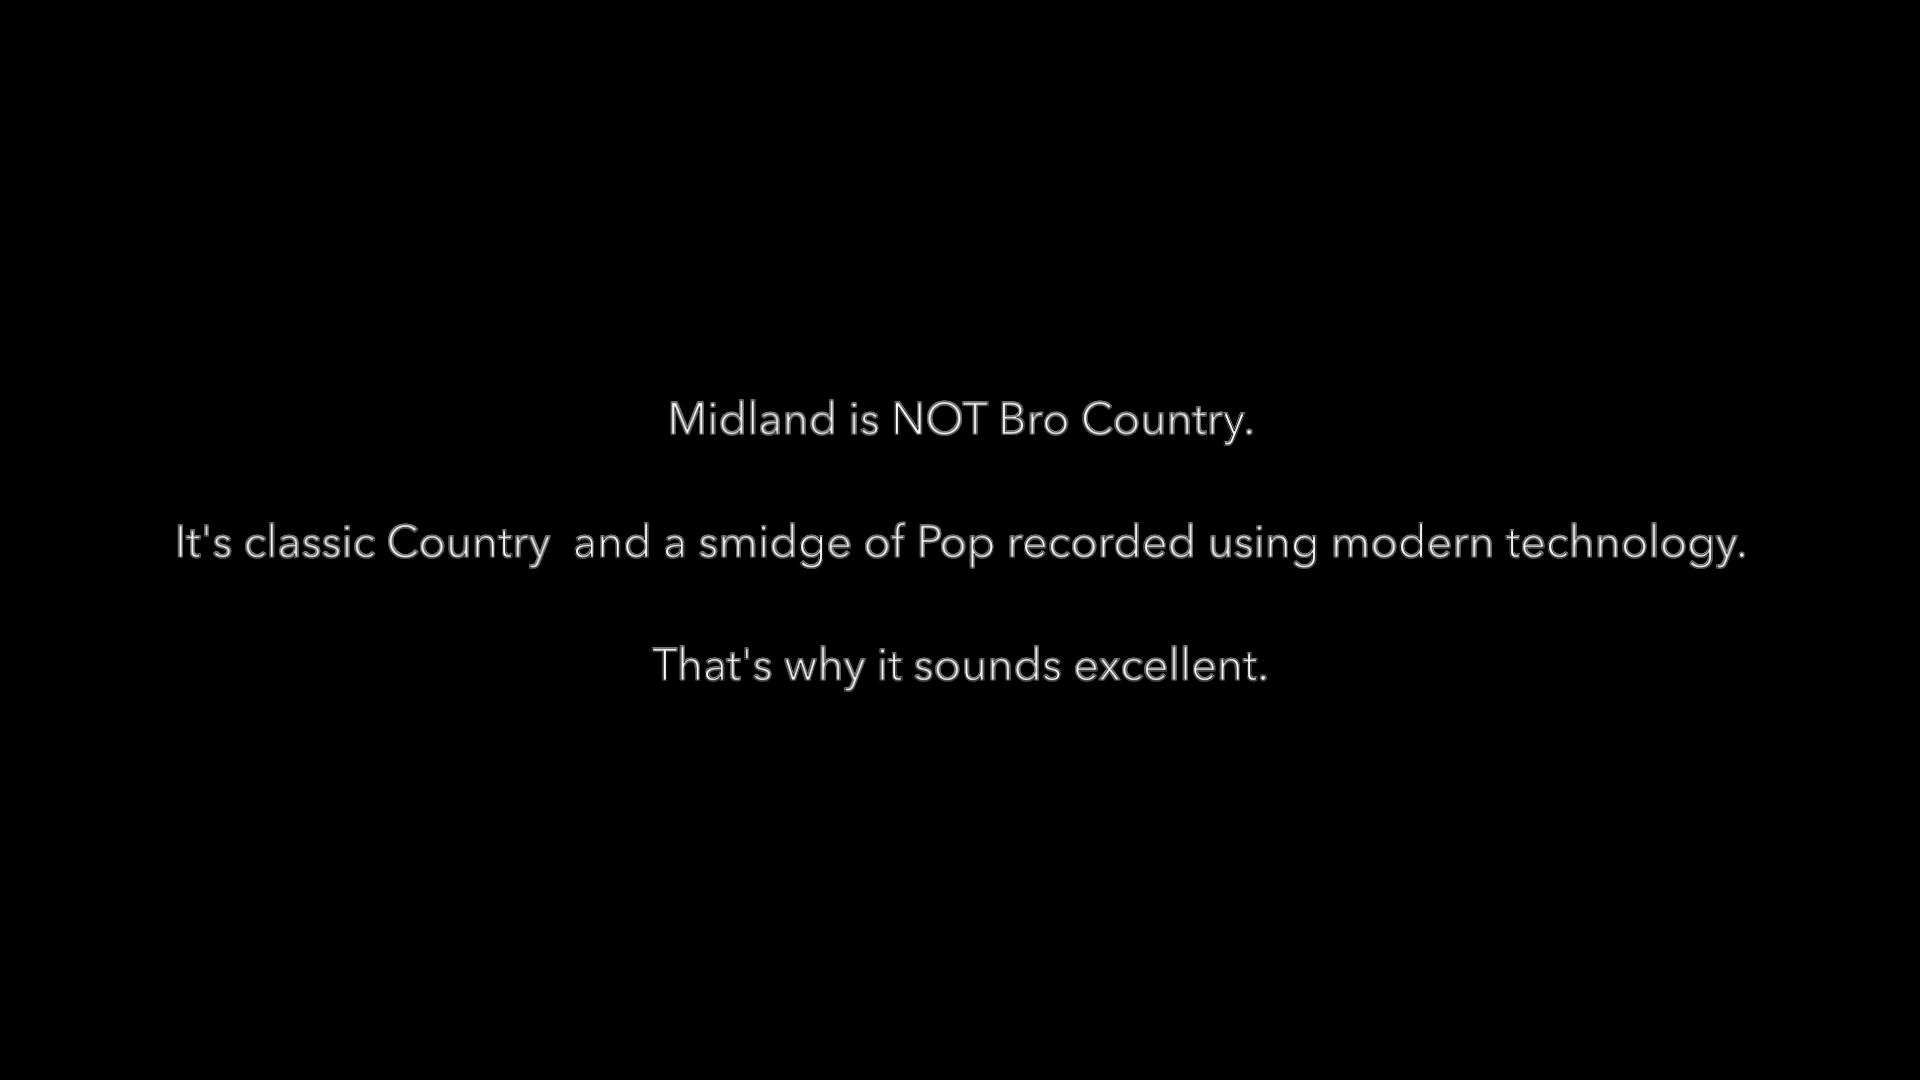 Midland is NOT Bro Country.
It's classic Country  and a smidge of Pop recorded using modern technology.
That's why it sounds excellent.